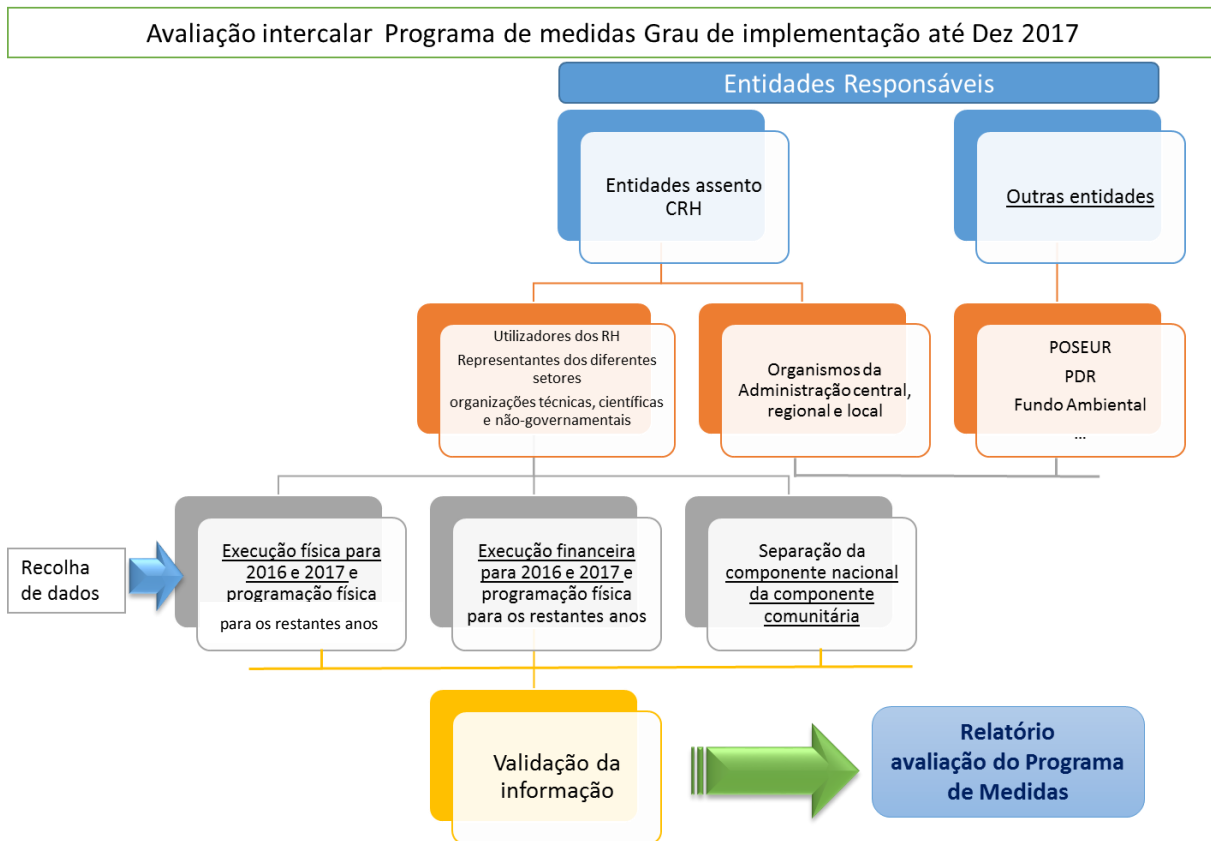 Avaliação intercalar Programa de medidas Grau de implementação até Dez 2017
Entidades Responsáveis
Entidades assento
CRH
Outras entidades
Utilizadores dos RH
Representantes dos diferentes
setores
organizações técnicas, científicas
e não-governamentais
Organismos da
Administração central,
regional e local
POSEUR
PDR
Fundo Ambiental
...
Recolha
de dados
Execução física para
2016 e 2017 e
programação física
para os restantes anos
Execução financeira
para 2016 e 2017 e
programação física
para os restantes anos
Separação da
componente nacional
da componente
comunitária
Validação da
informação
Relatório
avaliação do Programa
de Medidas